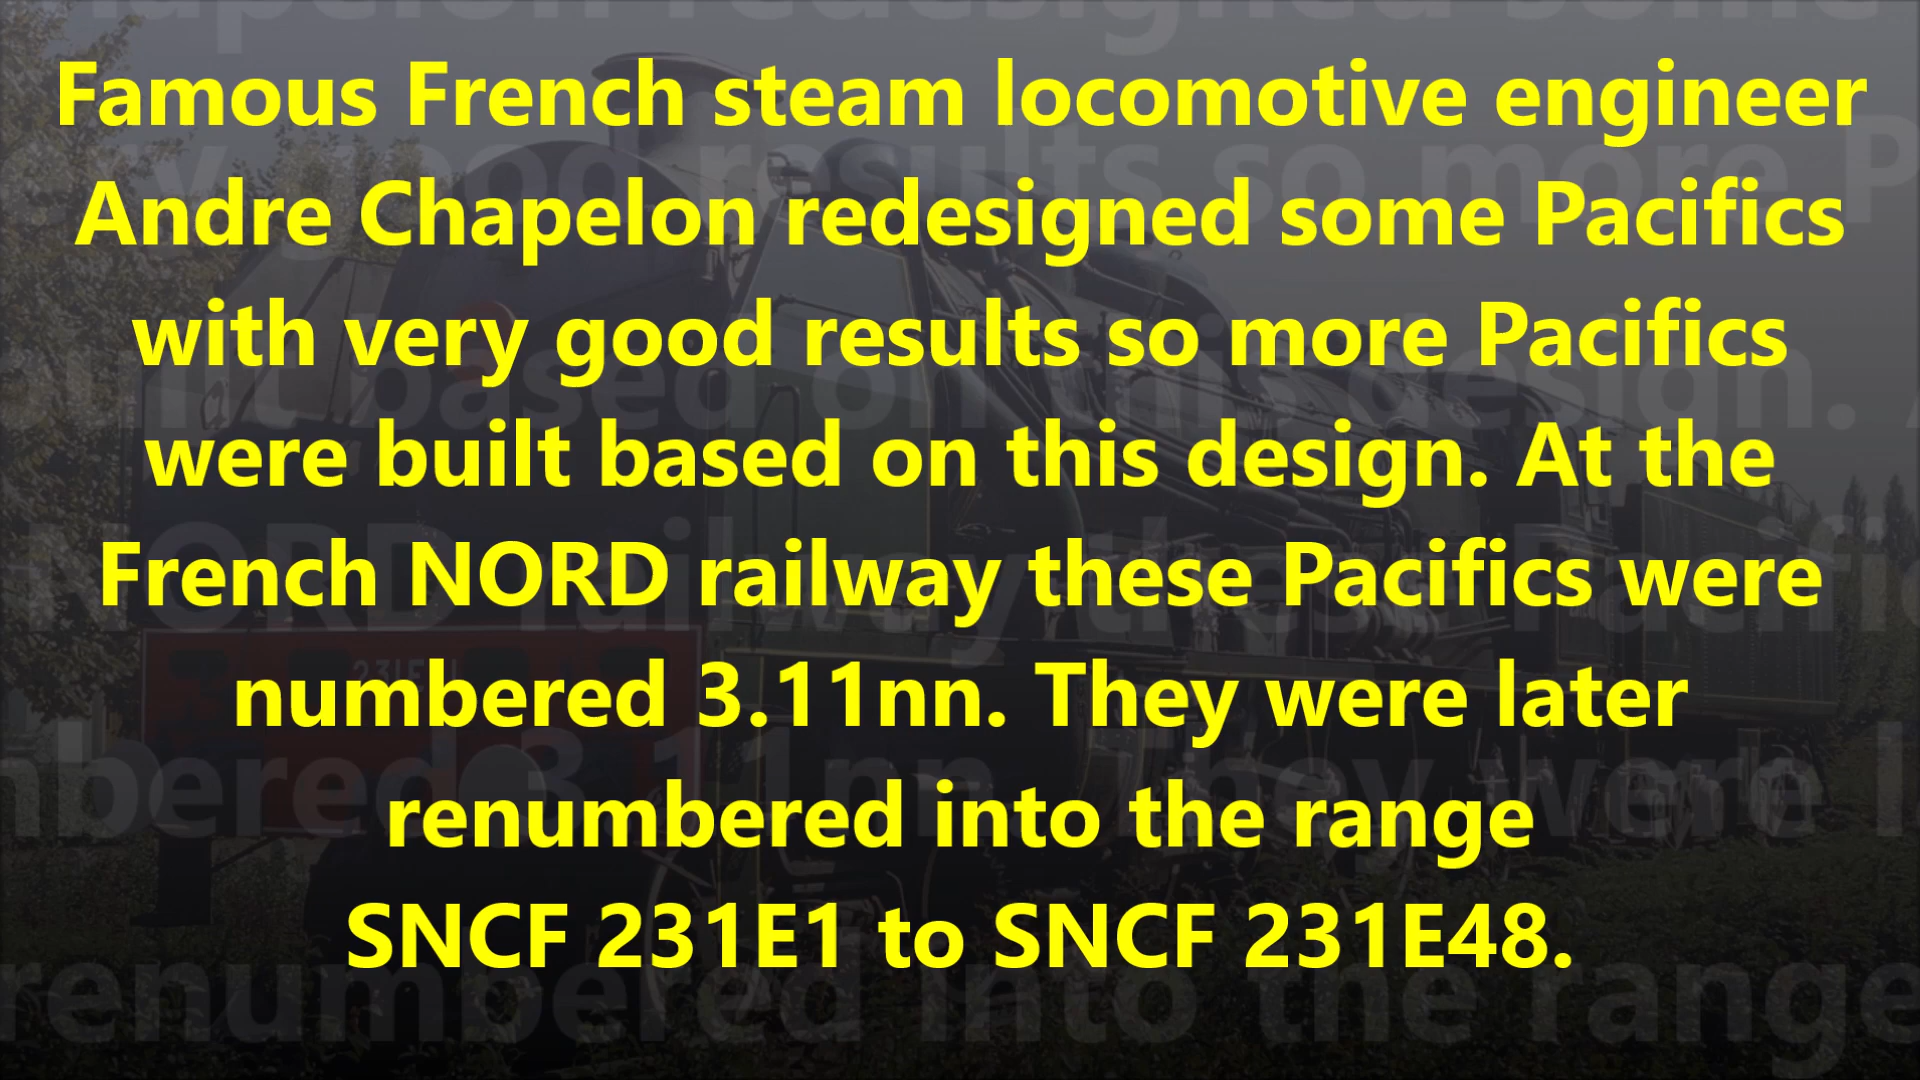 Famous French steam locomotive engineer
Andre Chapelon redesigned some Pacifics
with very good results so more Pacifics
were built based on this design. At the
French NORD railway these Pacifics were
numbered 3.11nn. They were later
renumbered into the range
SNCF 231E1 to SNCF 231E48.